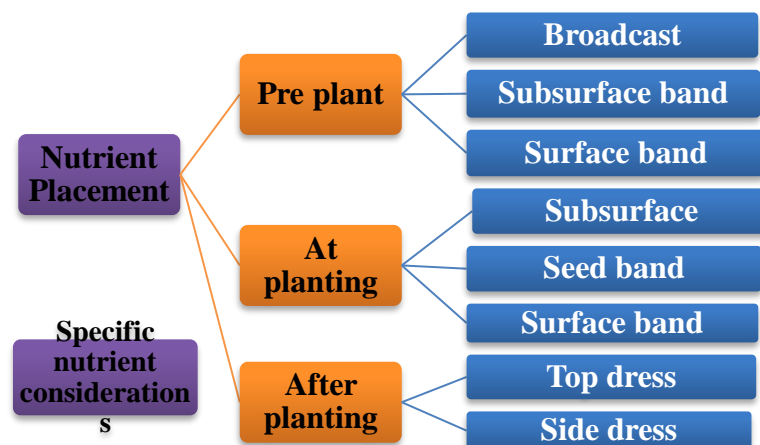 Nutrient
Placement
Specific
nutrient
consideration
s
Pre plant
At
planting
After
planting
Broadcast
Subsurface band
Surface band
Subsurface
Seed band
Surface band
Top dress
Side dress